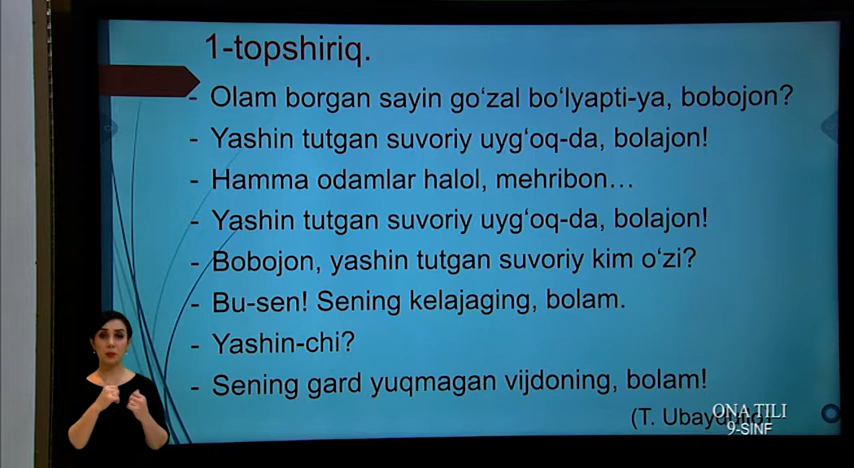 1-topshiriq.
- Olam borgan sayin go‘zal bo‘lyapti-ya, bobojon?
- Yashin tutgan suvoriy uyg‘oq-da, bolajon!
- Hamma odamlar halol, mehribon…
- Yashin tutgan suvoriy uyg‘oq-da, bolajon!
- Bobojon, yashin tutgan suvoriy kim o‘zi?
- Bu-sen! Sening kelajaging, bolam.
- Yashin-chi?
- Sening gard yuqmagan vijdoning, bolam!
(T.
ONA TILI
9-SINF